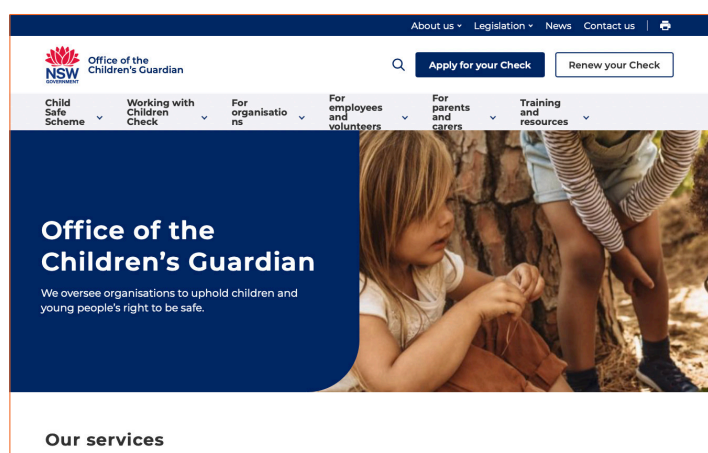 About us
Legislation
News
Contact us
NSW
GOVERNMENT
Office of the
Children's Guardian
Apply for your Check
Renew your Check
Child
Safe
Scheme
Working with
Children
Check
For
organisatio
ns
For
employees
and
volunteers
For
parents
and
carers
Training
and
resources
Office of the
Children's Guardian
We oversee organisations to uphold children and
young people's right to be safe.
Our services